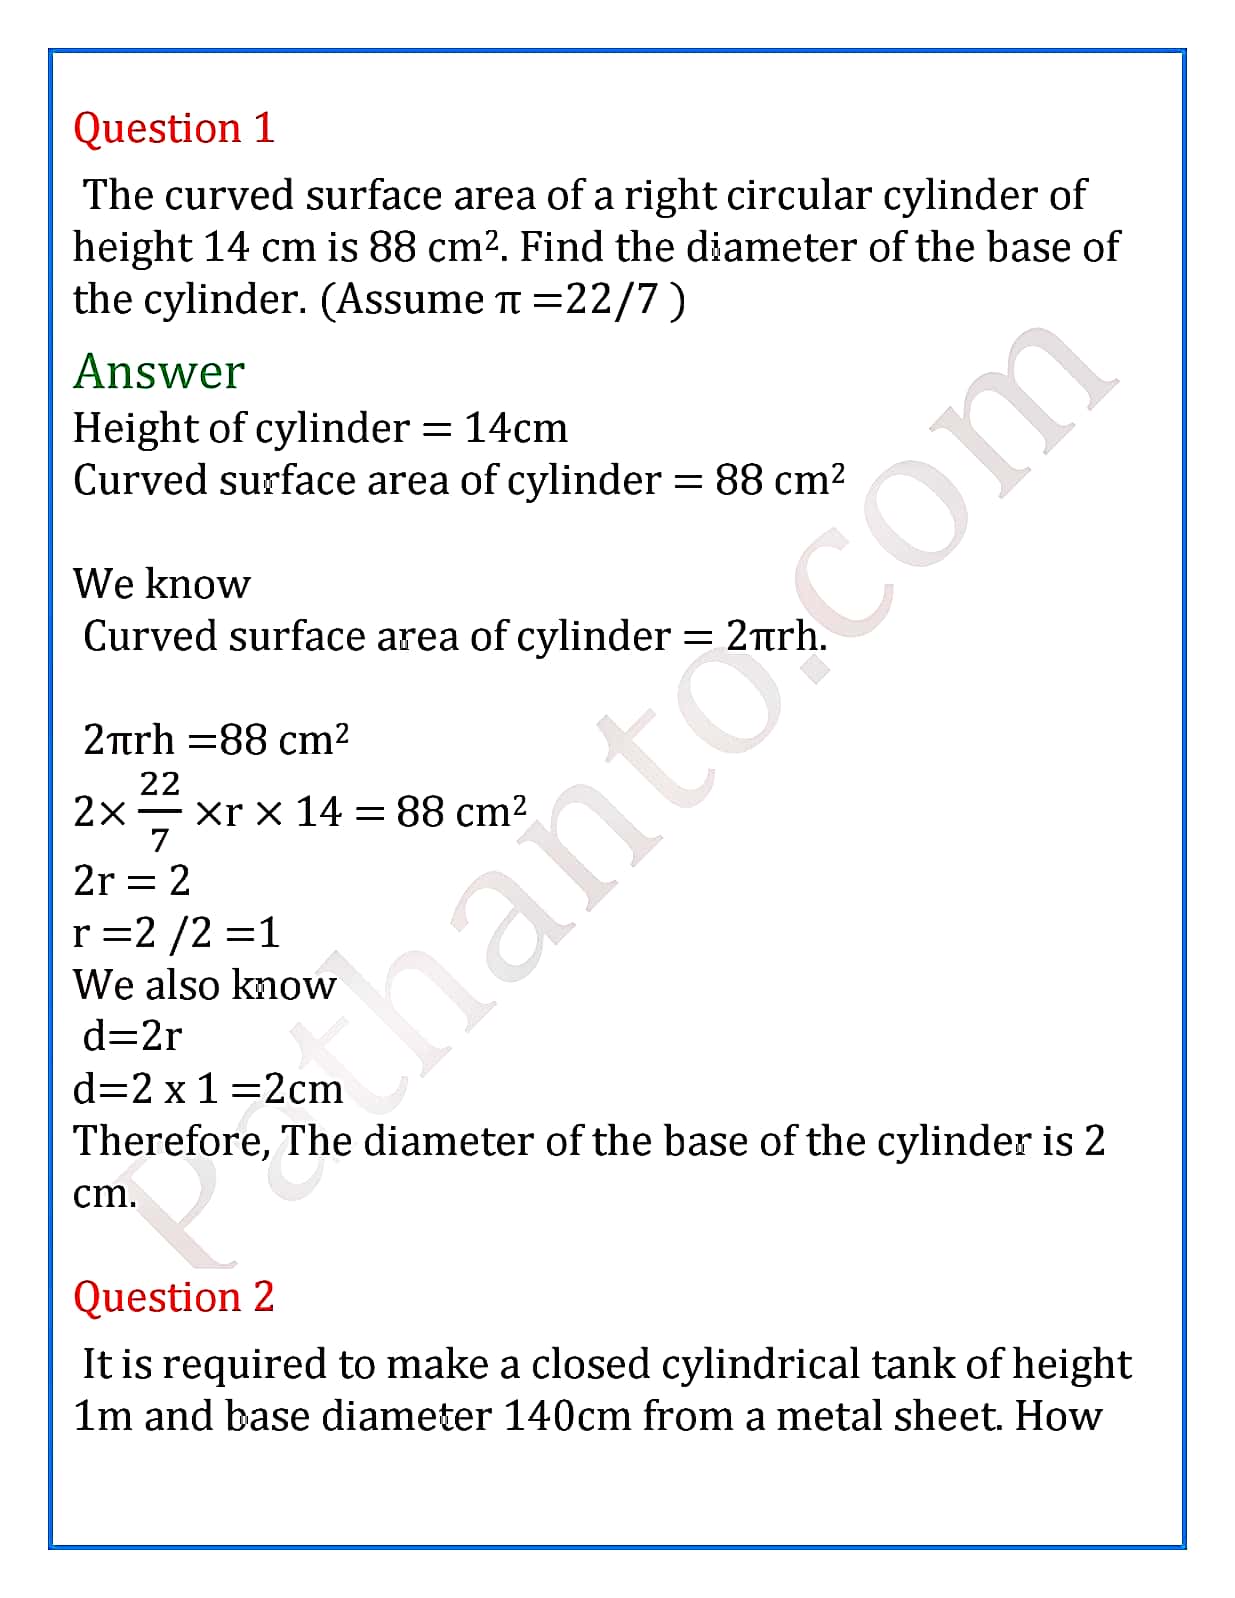 Question 1
The curved surface area of a right circular cylinder of
height 14 cm is 88 cm². Find the diameter of the base of
the cylinder. (Assume π =22/7 )
Answer
Height of cylinder = 14cm
Curved surface area of cylinder = 88 cm²
We know
Curved surface area of cylinder = 2πrh.
2πrh =88 cm²
2× 22/7 ×r × 14 = 88 cm²
2r = 2
r =2 /2 =1
We also know
d=2r
d=2 x 1 =2cm
Therefore, The diameter of the base of the cylinder is 2
cm.
Question 2
It is required to make a closed cylindrical tank of height
1m and base diameter 140cm from a metal sheet. How
Pathanto.com